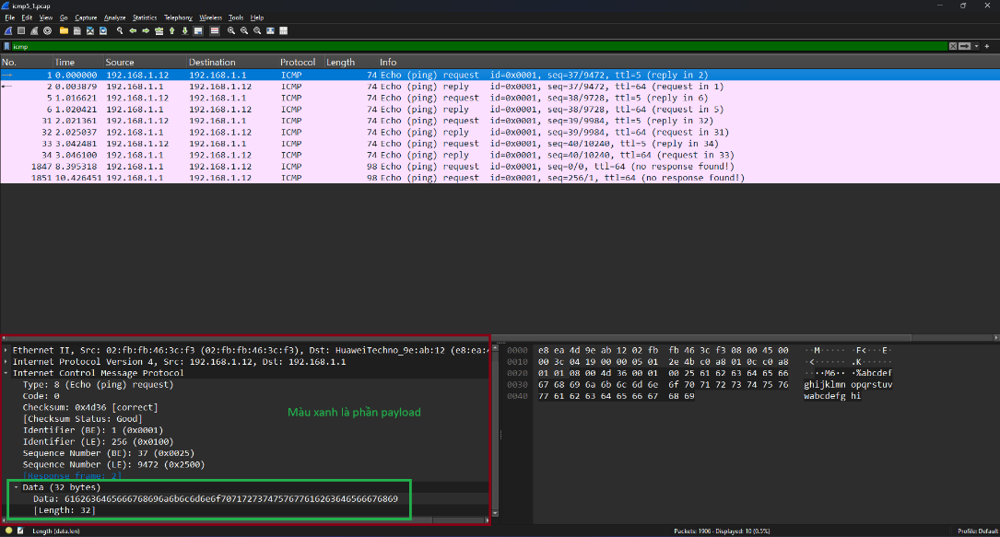 icmp5_1.pcap
File Edit View Go Capture Analyze Statistics Telephony Wireless Tools Help
icmp
No. Time Source Destination Protocol Length Info
1 0.000000 192.168.1.12 192.168.1.1 ICMP 74 Echo (ping) request id=0x0001, seq=37/9472, ttl=5 (reply in 2)
2 0.003879 192.168.1.1 192.168.1.12 ICMP 74 Echo (ping) reply id=0x0001, seq=37/9472, ttl=64 (request in 1)
5 1.016621 192.168.1.12 192.168.1.1 ICMP 74 Echo (ping) request id=0x0001, seq=38/9728, ttl=5 (reply in 6)
6 1.020421 192.168.1.1 192.168.1.12 ICMP 74 Echo (ping) reply id=0x0001, seq=38/9728, ttl=64 (request in 5)
31 2.021361 192.168.1.12 192.168.1.1 ICMP 74 Echo (ping) request id=0x0001, seq=39/9984, ttl=5 (reply in 32)
32 2.025037 192.168.1.1 192.168.1.12 ICMP 74 Echo (ping) reply id=0x0001, seq=39/9984, ttl=64 (request in 31)
33 3.042481 192.168.1.12 192.168.1.1 ICMP 74 Echo (ping) request id=0x0001, seq=40/10240, ttl=5 (reply in 34)
34 3.046100 192.168.1.1 192.168.1.12 ICMP 74 Echo (ping) reply id=0x0001, seq=40/10240, ttl=64 (request in 33)
1847 8.395318 192.168.1.1 192.168.1.12 ICMP 98 Echo (ping) request id=0x0001, seq=0/0, ttl=64 (no response found!)
1851 10.426451 192.168.1.1 192.168.1.12 ICMP 98 Echo (ping) request id=0x0001, seq=256/1, ttl=64 (no response found!)
Ethernet II, Src: 02:fb:fb:46:3c:f3 (02:fb:fb:46:3c:f3), Dst: HuaweiTechno_9e:ab:12 (e8:ea:4
Internet Protocol Version 4, Src: 192.168.1.12, Dst: 192.168.1.1
Internet Control Message Protocol
Type: 8 (Echo (ping) request)
Code: 0
Checksum: 0x4d36 [correct]
[Checksum Status: Good]
Identifier (BE): 1 (0x0001)
Identifier (LE): 256 (0x0100)
Sequence Number (BE): 37 (0x0025)
Sequence Number (LE): 9472 (0x2500)
[Response frame: 2]
Data (32 bytes)
Data: 6162636465666768696a6b6c6d6e6f7071727374757677616263646566676869
[Length: 32]
Màu xanh là phần payload
0000 e8 ea 4d 9e ab 12 02 fb fb 46 3c f3 08 00 45 00 ··M····· ·F<···E·
0010 00 3c 04 19 00 00 05 01 2e 4b c0 a8 01 0c c0 a8 ·<······ .K······
0020 01 01 08 00 4d 36 00 01 00 25 61 62 63 64 65 66 ····M6·· ·%abcdef
0030 67 68 69 6a 6b 6c 6d 6e 6f 70 71 72 73 74 75 76 ghijklmn opqrstuv
0040 77 61 62 63 64 65 66 67 68 69 wabcdefg hi
Length (data.len)
Packets: 1906 · Displayed: 10 (0.5%)
Profile: Default